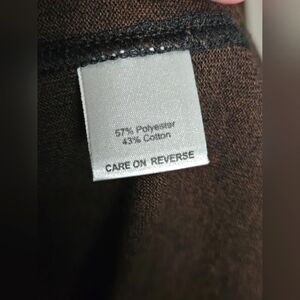 57% Polyester
43% Cotton
CARE ON REVERSE